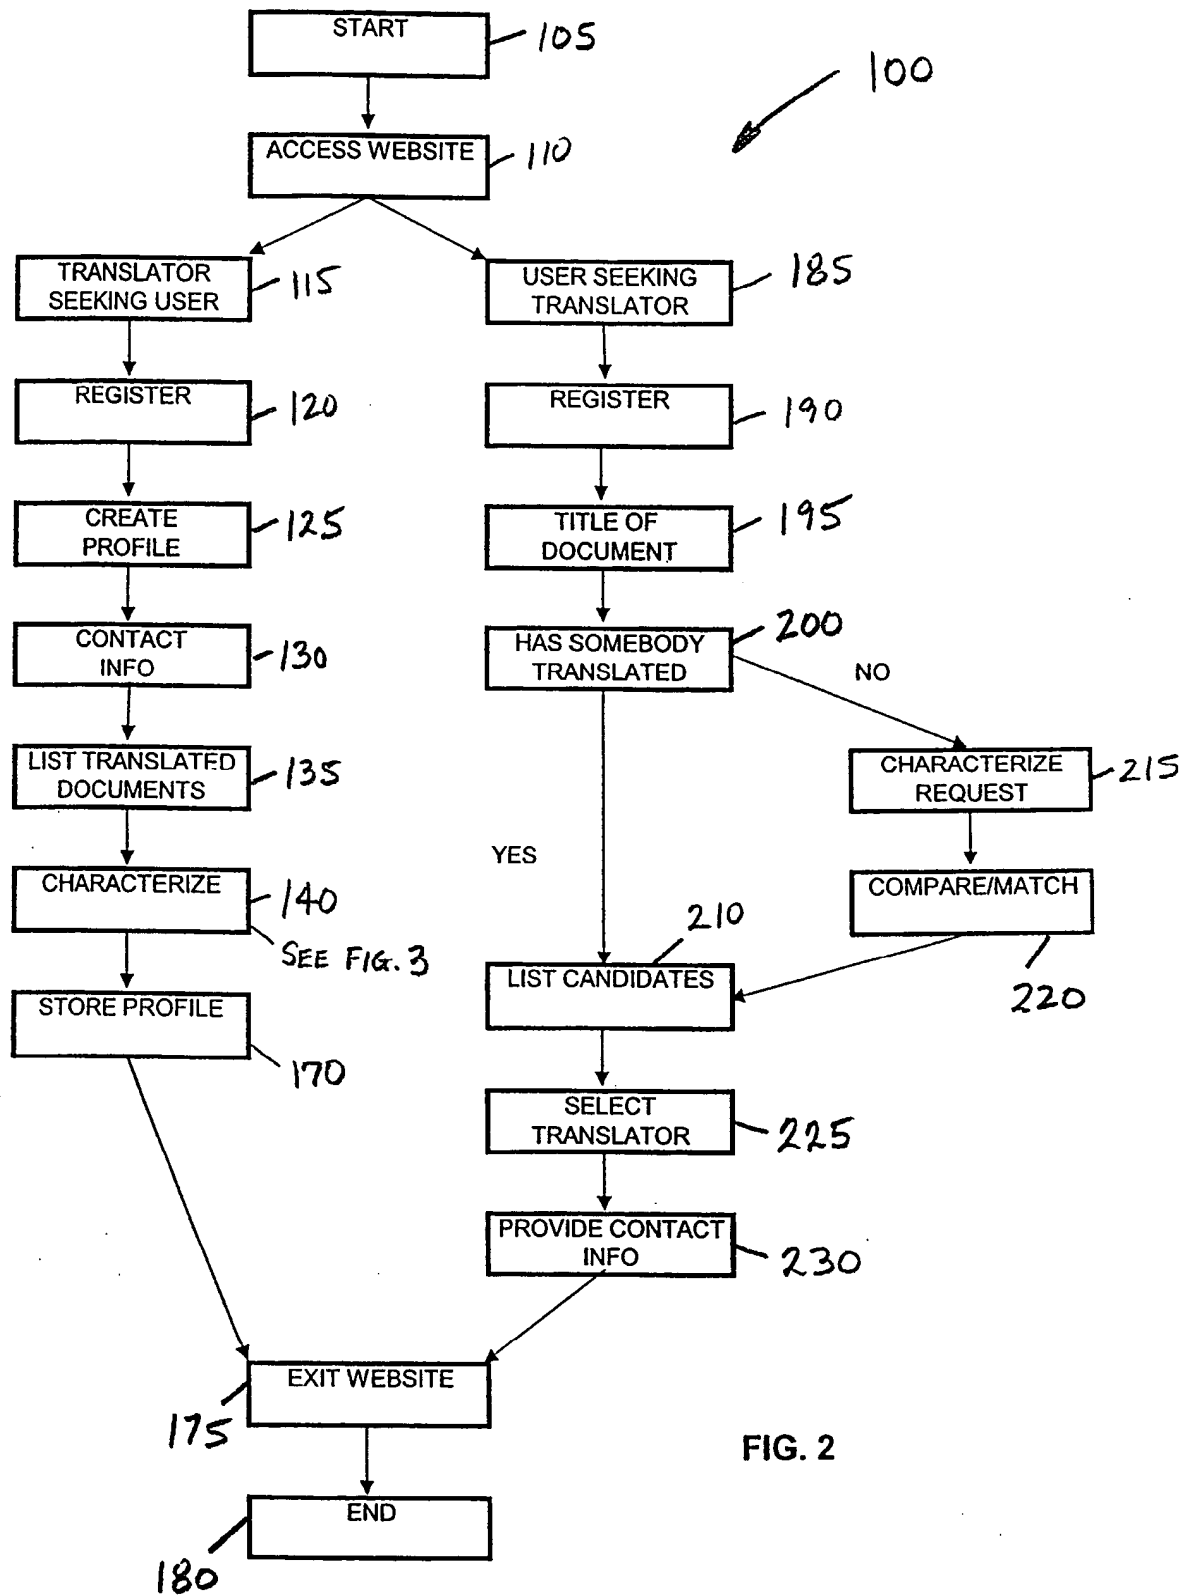 START
105
100
ACCESS WEBSITE
110
TRANSLATOR
SEEKING USER
115
USER SEEKING
TRANSLATOR
185
REGISTER
120
REGISTER
190
CREATE
PROFILE
125
TITLE OF
DOCUMENT
195
CONTACT
INFO
130
HAS SOMEBODY
TRANSLATED
200
NO
LIST TRANSLATED
DOCUMENTS
135
CHARACTERIZE
REQUEST
215
YES
CHARACTERIZE
140
SEE FIG. 3
COMPARE/MATCH
220
210
LIST CANDIDATES
STORE PROFILE
170
SELECT
TRANSLATOR
225
PROVIDE CONTACT
INFO
230
EXIT WEBSITE
175
FIG. 2
END
180